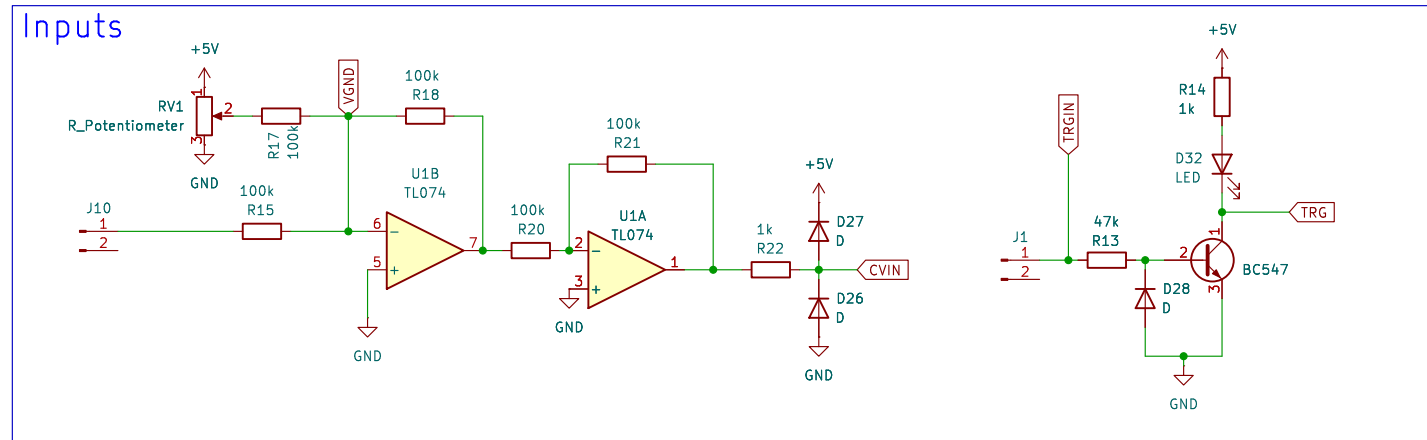 Inputs
+5V
+5V
100k
R18
VGND
RV1
R_Potentiometer
1
2
3
R17
100k
GND
100k
R21
R14
1k
TRGIN
D32
LED
+5V
U1B
TL074
100k
R15
J10
1
2
6
5
7
−
+
100k
R20
U1A
TL074
2
3
1
−
+
GND
GND
1k
R22
D27
D
CVIN
D26
D
GND
TRG
47k
R13
J1
1
2
2
1
3
BC547
D28
D
GND